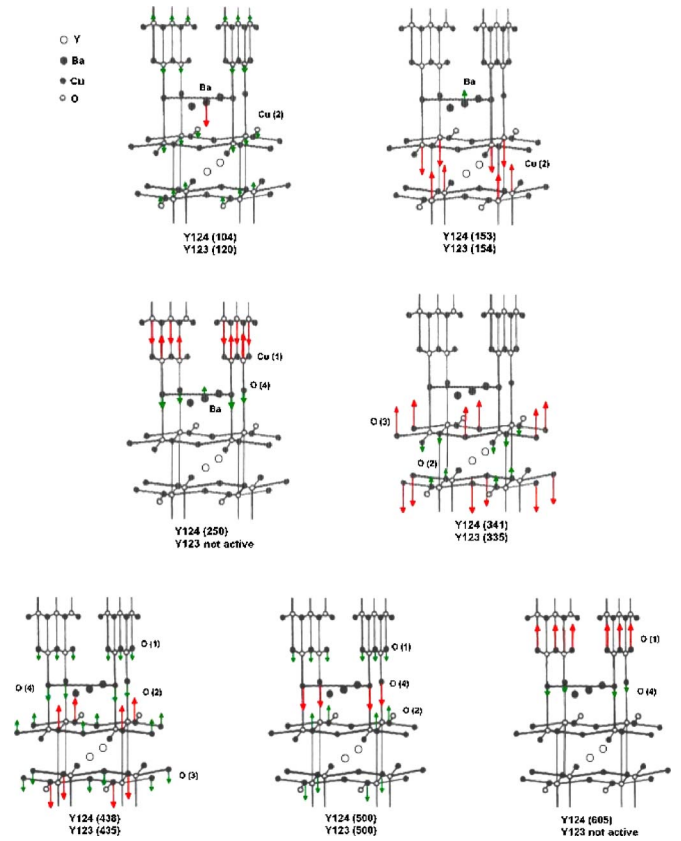 Y
Ba
Cu
O
Ba
Cu (2)
Y124 (104)
Y123 (120)
Ba
Cu (2)
Y124 (153)
Y123 (154)
Cu (1)
O (4)
Ba
Y124 (250)
Y123 not active
O (3)
O (2)
Y124 (341)
Y123 (335)
O (1)
O (4)
O (2)
O (3)
Y124 (438)
Y123 (435)
O (1)
O (4)
O (2)
Y124 (500)
Y123 (500)
O (1)
O (4)
Y124 (605)
Y123 not active